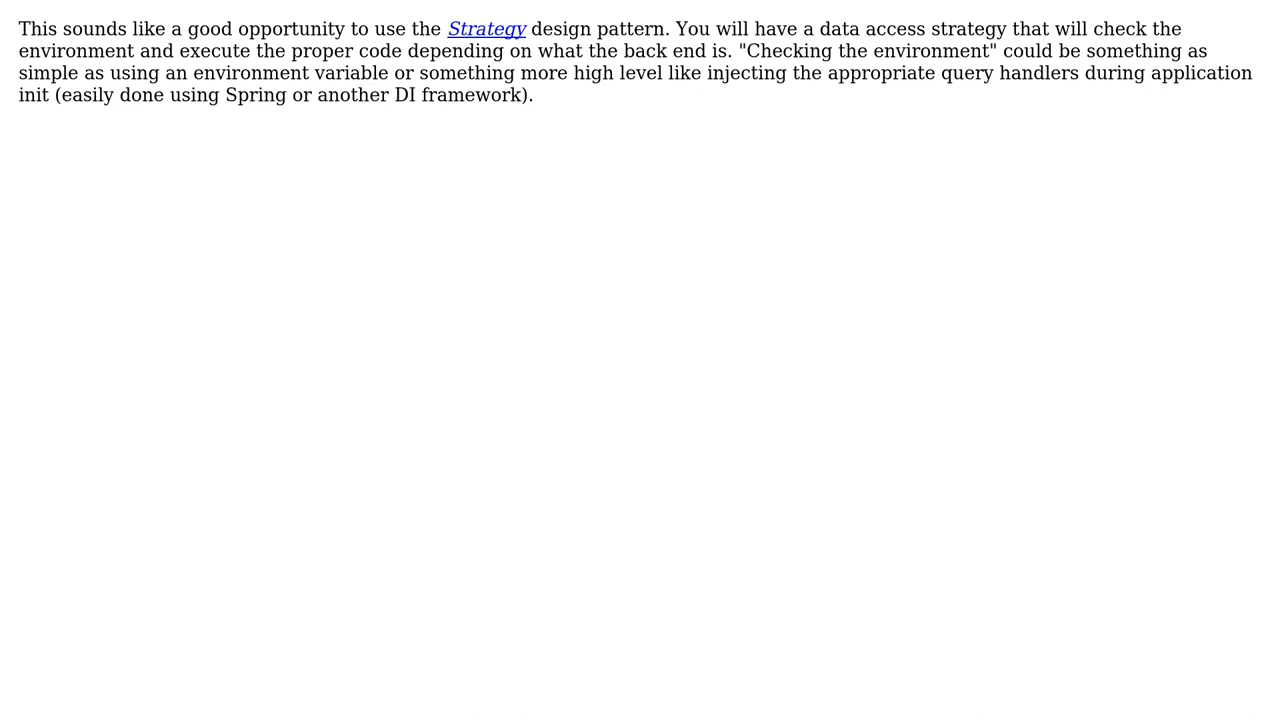 This sounds like a good opportunity to use the Strategy design pattern. You will have a data access strategy that will check the
environment and execute the proper code depending on what the back end is. "Checking the environment" could be something as
simple as using an environment variable or something more high level like injecting the appropriate query handlers during application
init (easily done using Spring or another DI framework).